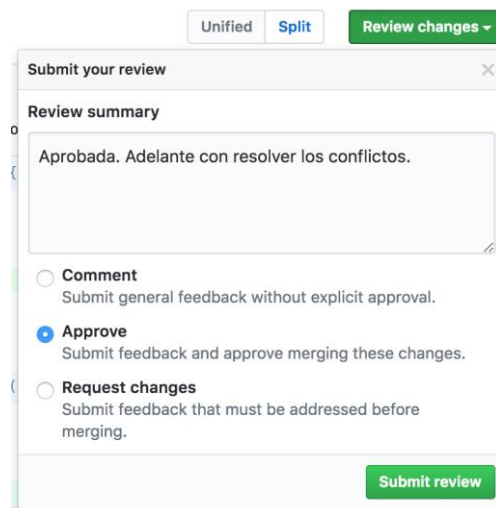 Unified Split Review changes
Submit your review
Review summary
Aprobada. Adelante con resolver los conflictos.
Comment
Submit general feedback without explicit approval.
Approve
Submit feedback and approve merging these changes.
Request changes
Submit feedback that must be addressed before
merging.
Submit review